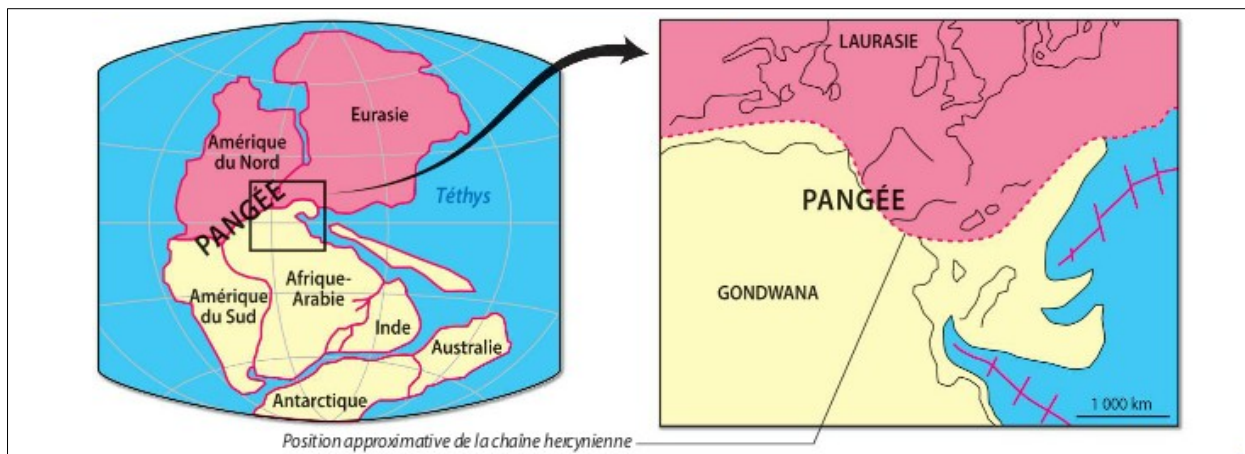 Eurasie
Amérique
du Nord
PANGÉE
Téthys
Afrique-
Arabie
Amérique
du Sud
Inde
Australie
Antarctique
LAURASIE
PANGÉE
GONDWANA
1 000 km
Position approximative de la chaîne hercynienne